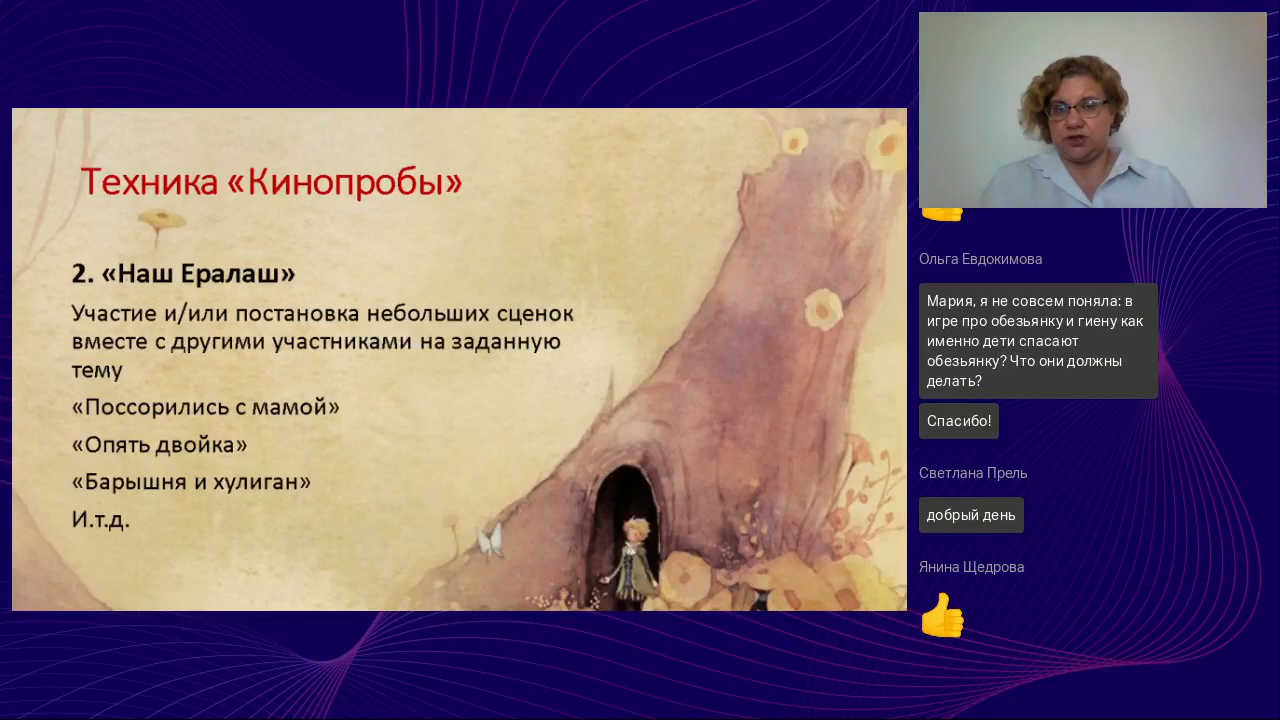 Техника «Кинопробы»
2. «Наш Ералаш»
Участие и/или постановка небольших сценок
вместе с другими участниками на заданную
тему
«Поссорились с мамой»
«Опять двойка»
«Барышня и хулиган»
И.т.д.
Ольга Евдокимова
Мария, я не совсем поняла: в
игре про обезьянку и гиену как
именно дети спасают
обезьянку? Что они должны
делать?
Спасибо!
Светлана Прель
добрый день
Янина Щедрова